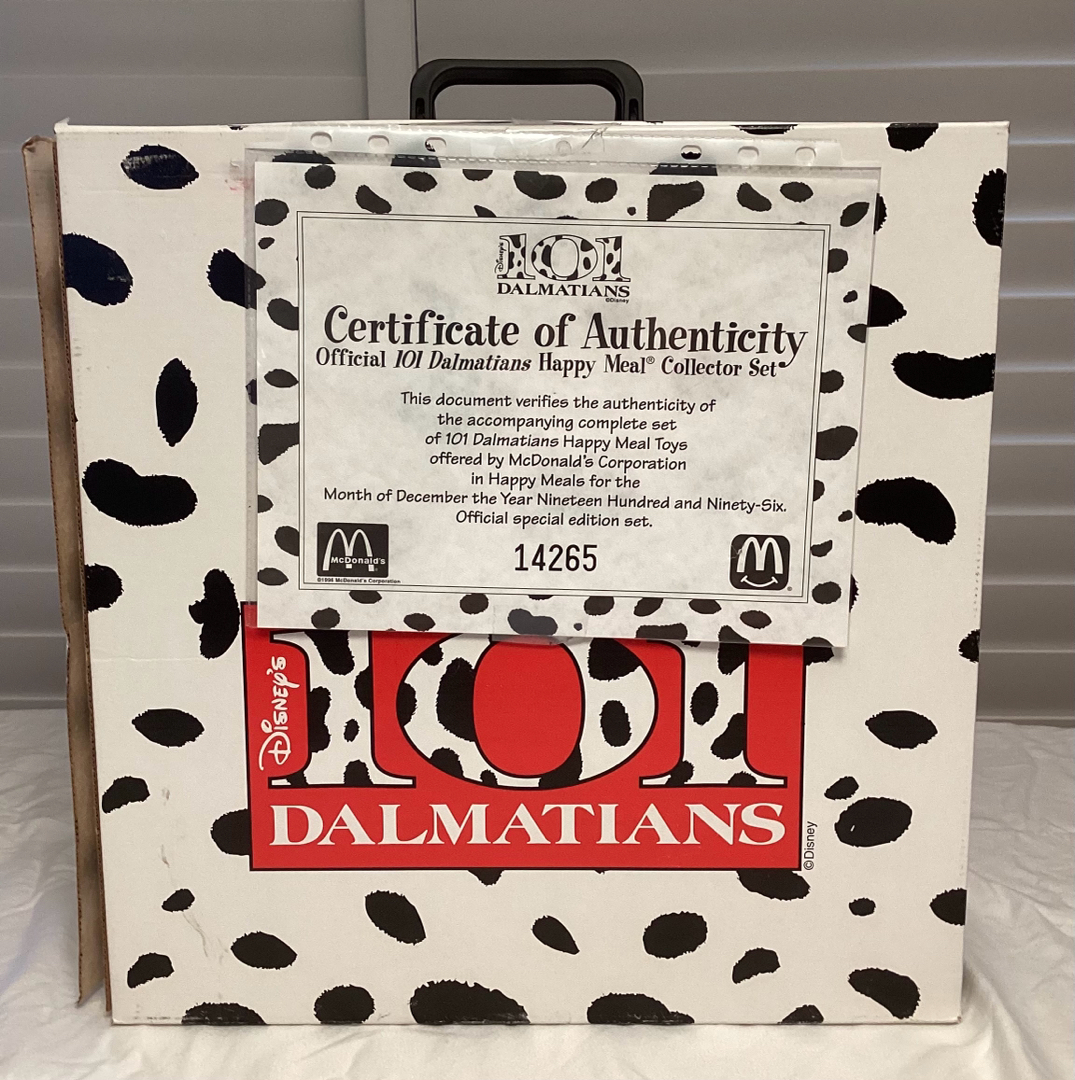 Disney's
101
DALMATIANS
©Disney
Certificate of Authenticity
Official 101 Dalmatians Happy Meal® Collector Set
This document verifies the authenticity of
the accompanying complete set
of 101 Dalmatians Happy Meal Toys
offered by McDonald's Corporation
in Happy Meals for the
Month of December the Year Nineteen Hundred and Ninety-Six.
Official special edition set.
McDonald's
14265
®
©1996 McDonald's Corporation
Disney's
101
DALMATIANS
©Disney